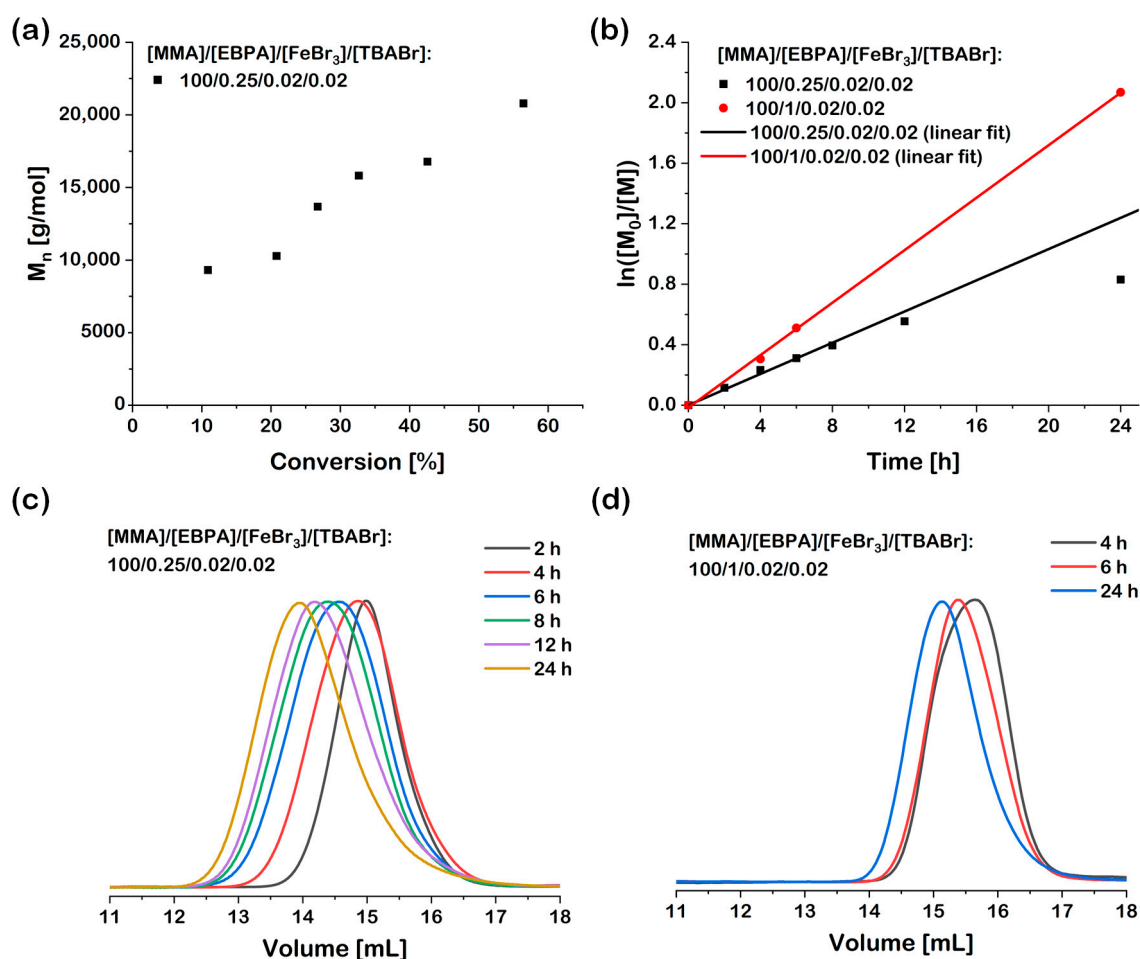 (a)
[MMA]/[EBPA]/[FeBr₃]/[TBABr]:
100/0.25/0.02/0.02
25,000
20,000
15,000
10,000
5000
0
Mₙ [g/mol]
0 10 20 30 40 50 60
Conversion [%]
(b)
[MMA]/[EBPA]/[FeBr₃]/[TBABr]:
100/0.25/0.02/0.02
100/1/0.02/0.02
100/0.25/0.02/0.02 (linear fit)
100/1/0.02/0.02 (linear fit)
2.4
2.0
1.6
1.2
0.8
0.4
0.0
ln([M₀]/[M])
0 4 8 12 16 20 24
Time [h]
(c)
[MMA]/[EBPA]/[FeBr₃]/[TBABr]:
100/0.25/0.02/0.02
2 h
4 h
6 h
8 h
12 h
24 h
11 12 13 14 15 16 17 18
Volume [mL]
(d)
[MMA]/[EBPA]/[FeBr₃]/[TBABr]:
100/1/0.02/0.02
4 h
6 h
24 h
11 12 13 14 15 16 17 18
Volume [mL]